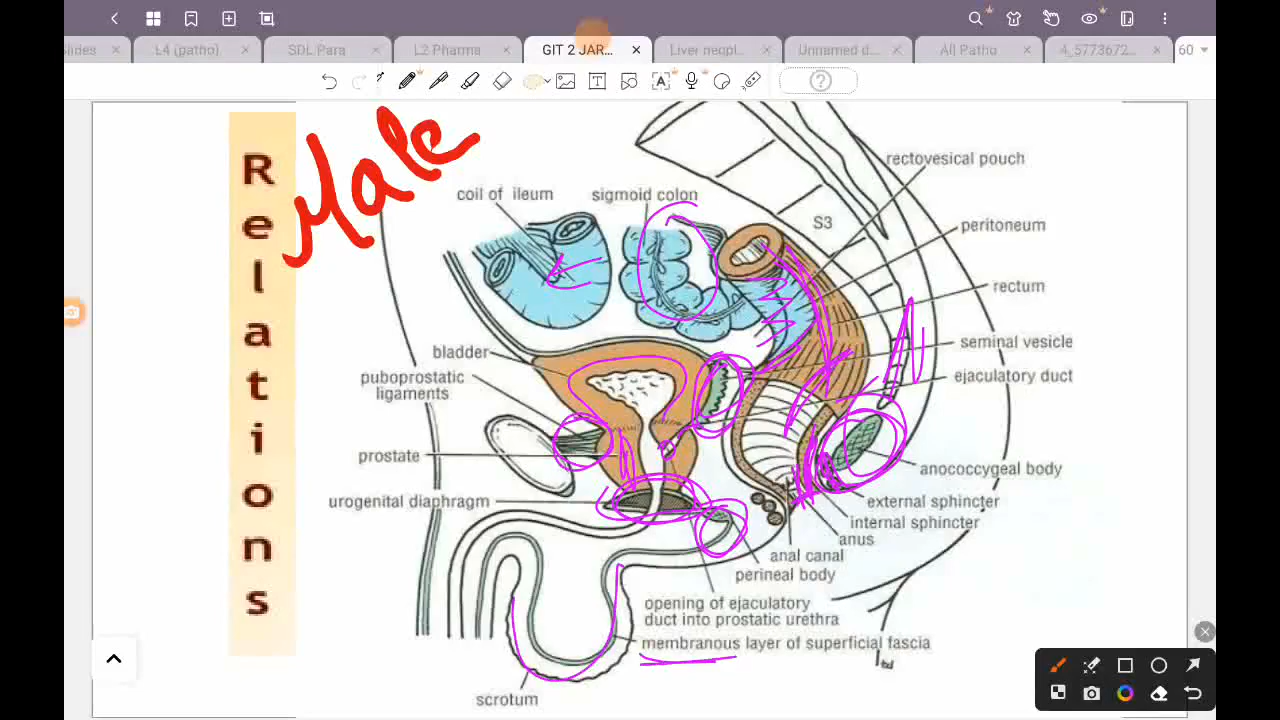 Slides
L4 (patho)
SDL Para
L2 Pharma
GIT 2 JAR...
Liver neopl...
Unnamed d...
All Patho
4_5773672...
60
Relations
Male
coil of ileum
sigmoid colon
rectovesical pouch
S3
peritoneum
rectum
bladder
seminal vesicle
puboprostatic
ligaments
ejaculatory duct
prostate
anococcygeal body
urogenital diaphragm
external sphincter
internal sphincter
anus
anal canal
perineal body
opening of ejaculatory
duct into prostatic urethra
membranous layer of superficial fascia
scrotum